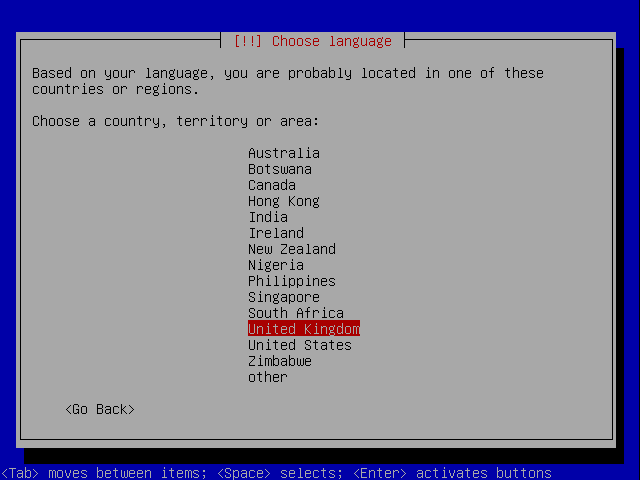 [!!] Choose language
Based on your language, you are probably located in one of these
countries or regions.
Choose a country, territory or area:
Australia
Botswana
Canada
Hong Kong
India
Ireland
New Zealand
Nigeria
Philippines
Singapore
South Africa
United Kingdom
United States
Zimbabwe
other
<Go Back>
<Tab> moves between items; <Space> selects; <Enter> activates buttons